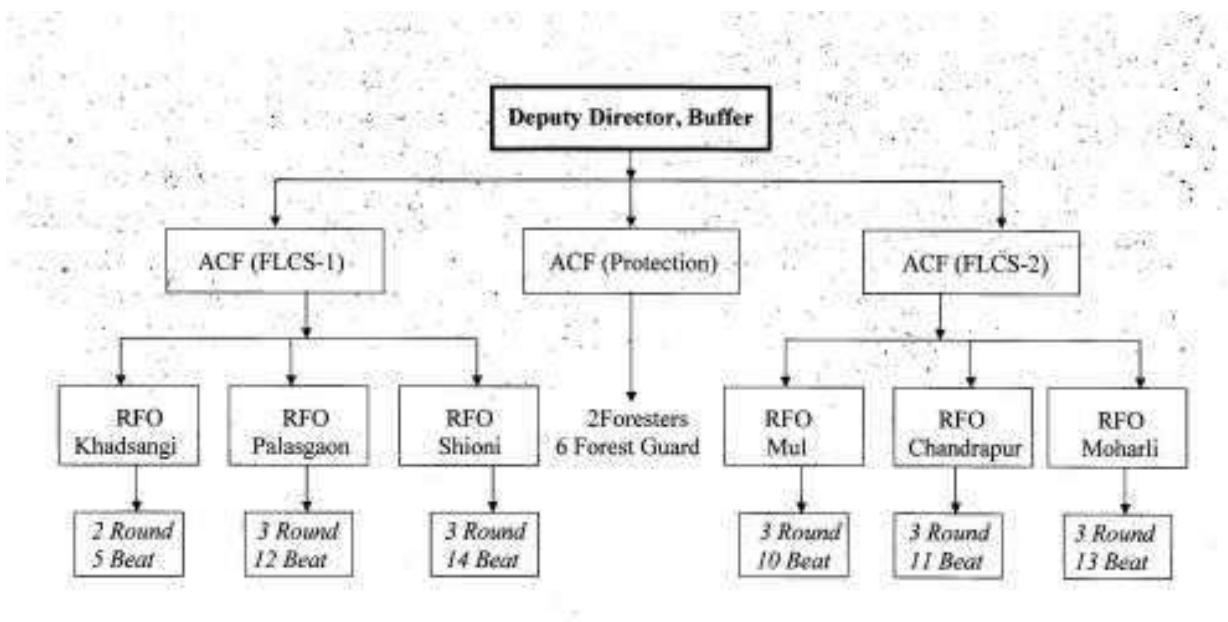 Deputy Director, Buffer
ACF (FLCS-1)
ACF (Protection)
ACF (FLCS-2)
RFO
Khadsangi
RFO
Palasgaon
RFO
Shioni
2Foresters
6 Forest Guard
RFO
Mul
RFO
Chandrapur
RFO
Moharli
2 Round
5 Beat
3 Round
12 Beat
3 Round
14 Beat
3 Round
10 Beat
3 Round
11 Beat
3 Round
13 Beat